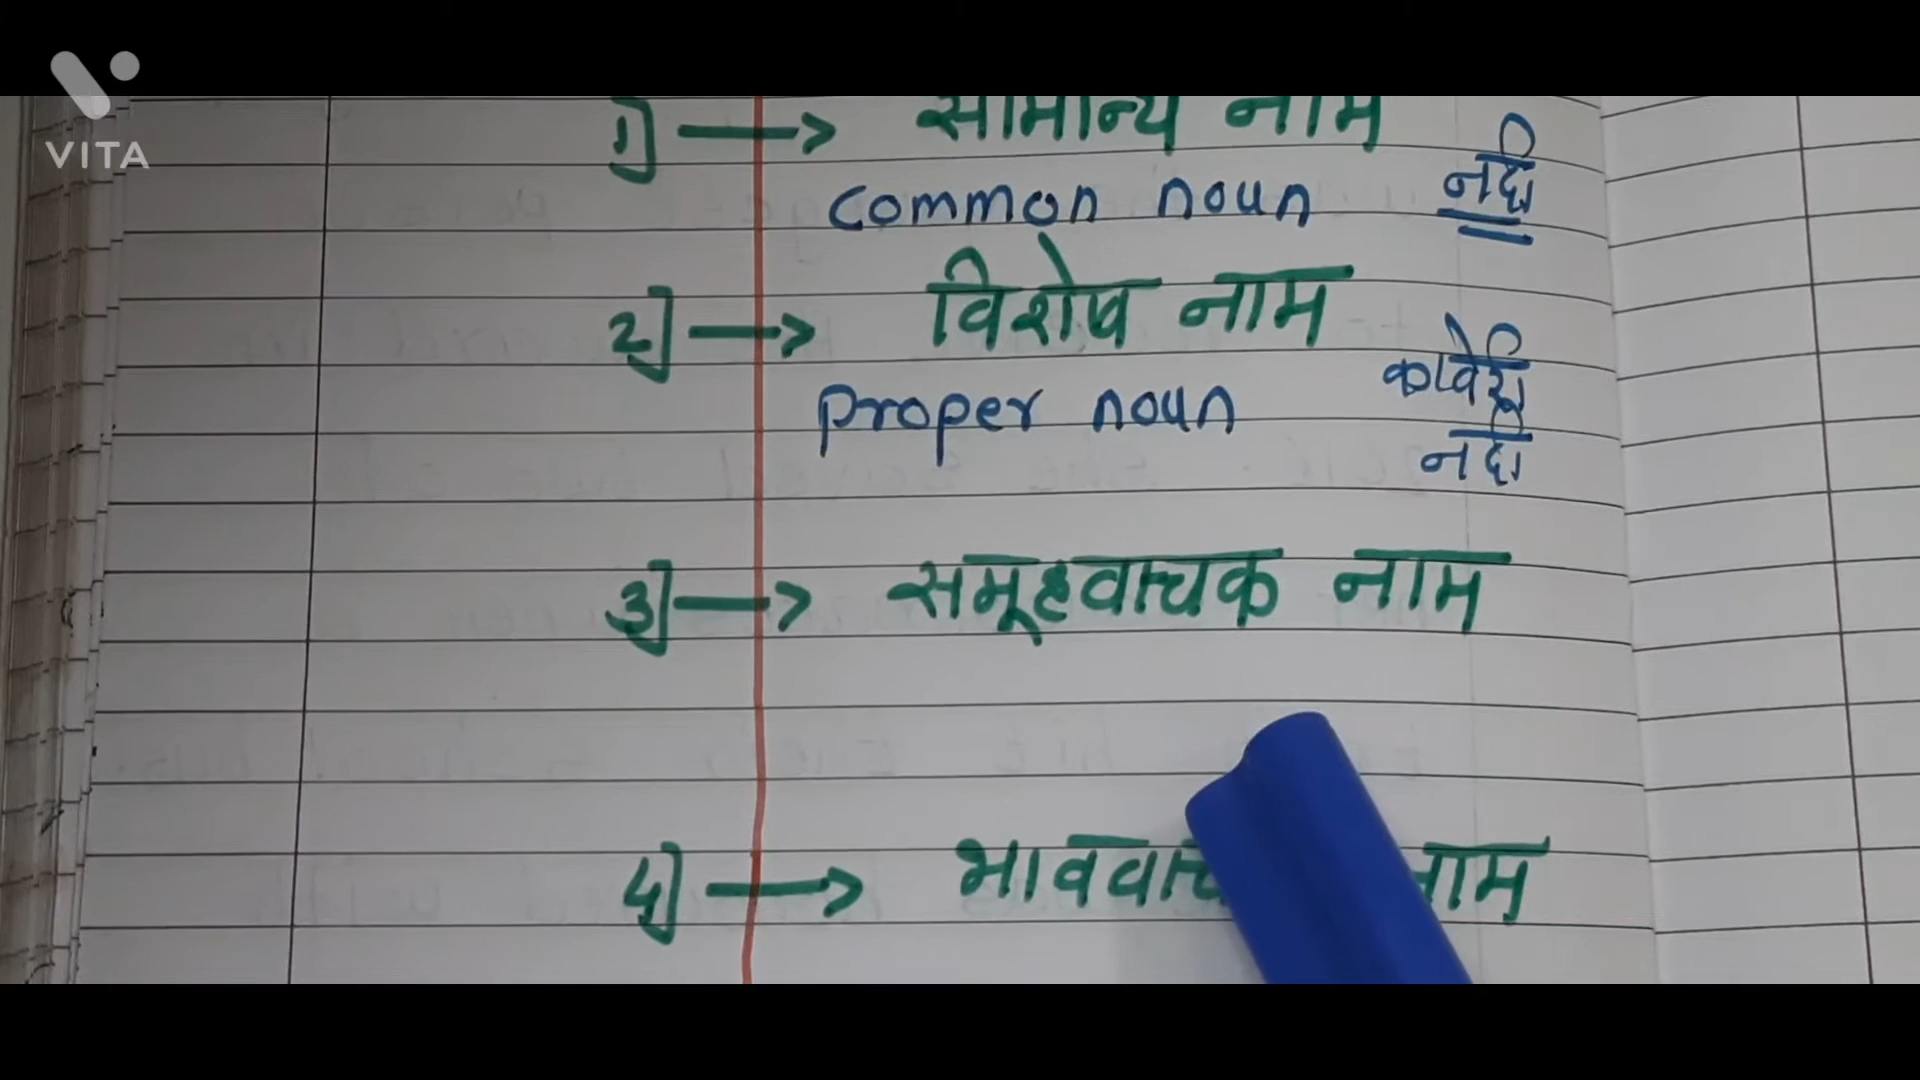 VITA
1) → सामान्य नाम
common noun नदी
2) → विशेष नाम
proper noun कावेरी
नदी
3) → समूहवाचक नाम
4) → नाम